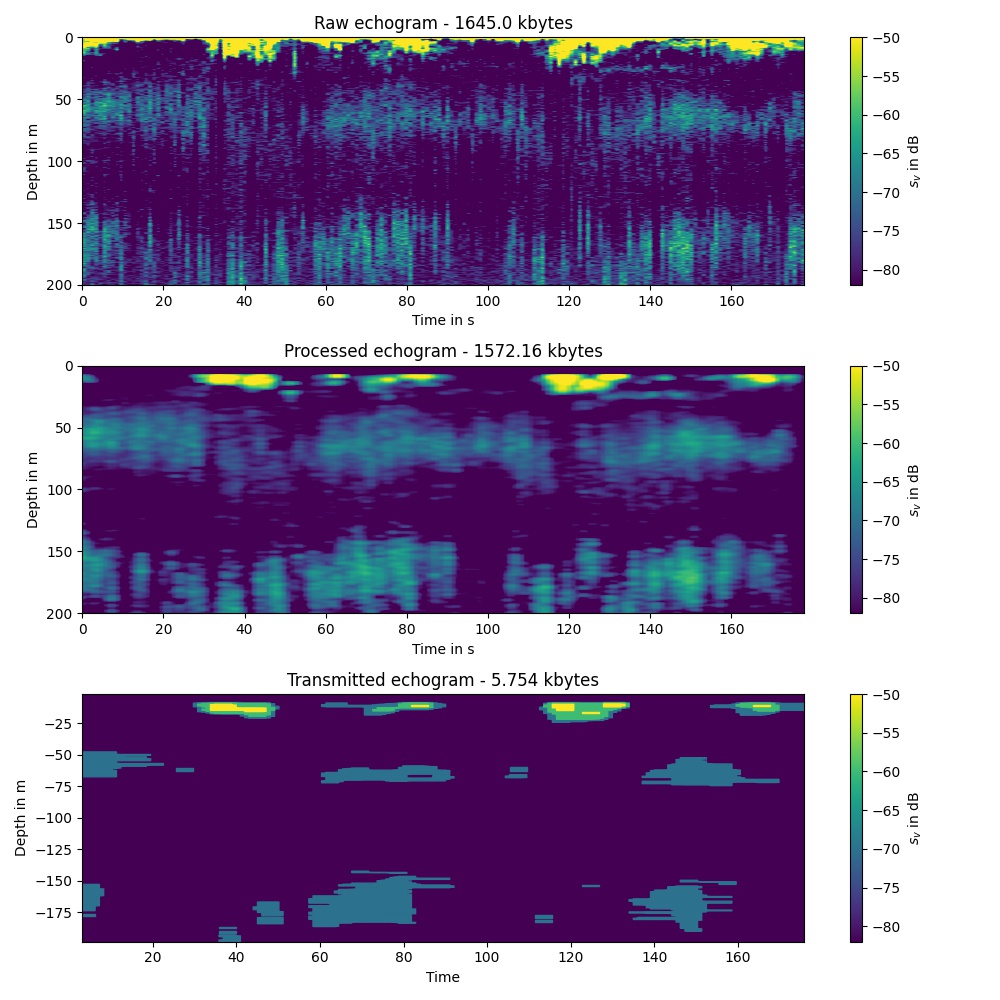 Raw echogram - 1645.0 kbytes
0
50
100
150
200
Depth in m
0 20 40 60 80 100 120 140 160
Time in s
−50
−55
−60
−65
−70
−75
−80
sv in dB
Processed echogram - 1572.16 kbytes
0
50
100
150
200
Depth in m
0 20 40 60 80 100 120 140 160
Time in s
−50
−55
−60
−65
−70
−75
−80
sv in dB
Transmitted echogram - 5.754 kbytes
−25
−50
−75
−100
−125
−150
−175
Depth in m
20 40 60 80 100 120 140 160
Time
−50
−55
−60
−65
−70
−75
−80
sv in dB